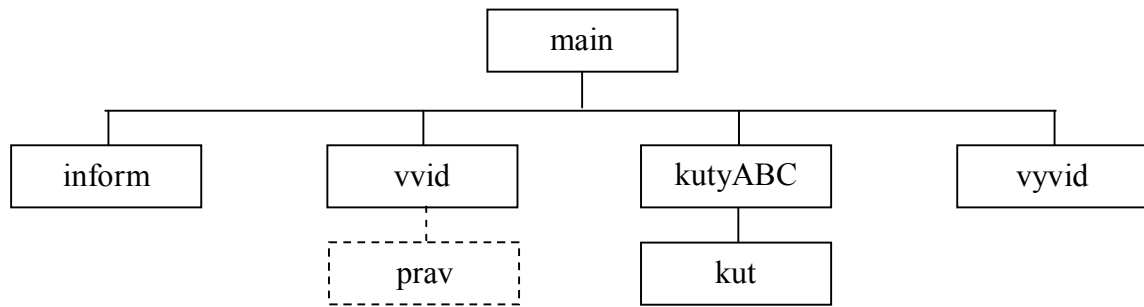 main
inform
vvid
kutyABC
vyvid
prav
kut